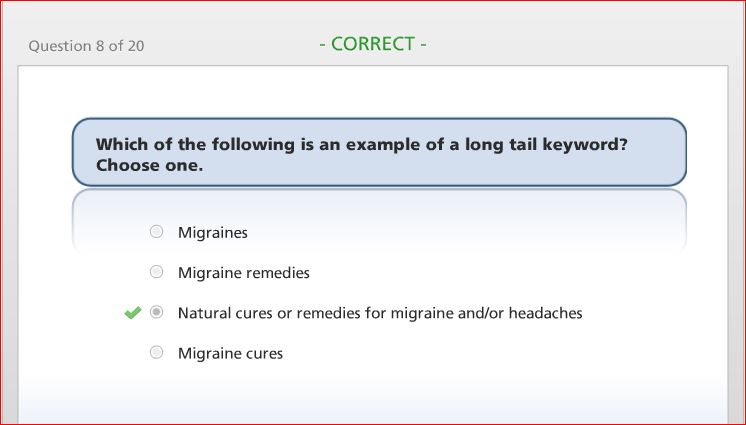 Question 8 of 20
- CORRECT -
Which of the following is an example of a long tail keyword?
Choose one.
Migraines
Migraine remedies
Natural cures or remedies for migraine and/or headaches
Migraine cures